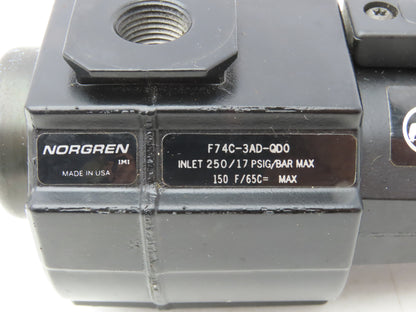 NORGREN
IMI
MADE IN USA
F74C-3AD-QD0
INLET 250/17 PSIG/BAR MAX
150 F/65C= MAX